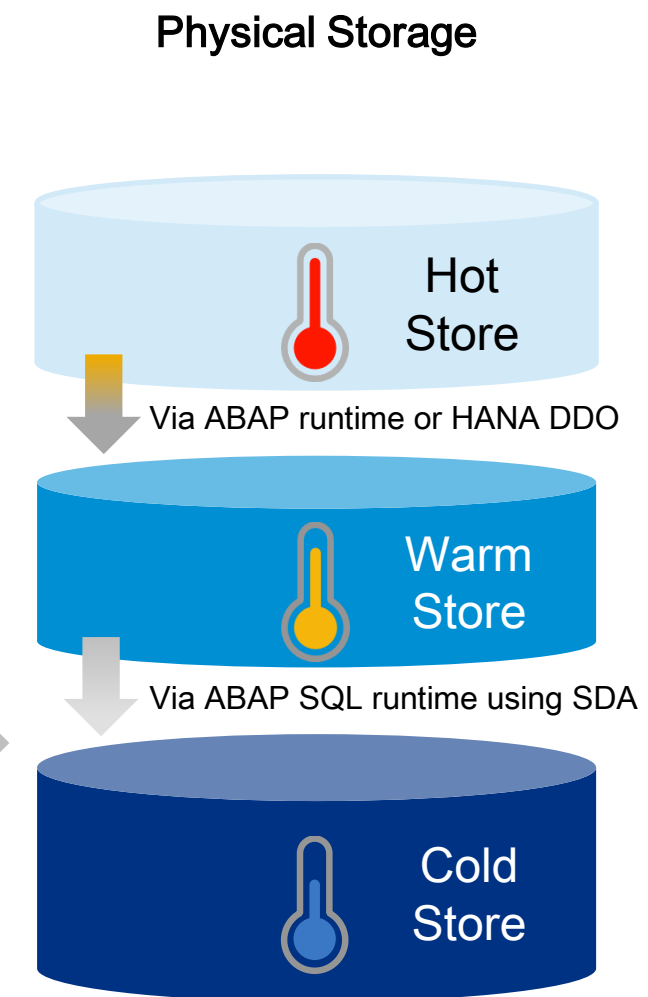 Physical Storage
Hot
Store
Via ABAP runtime or HANA DDO
Warm
Store
Via ABAP SQL runtime using SDA
Cold
Store